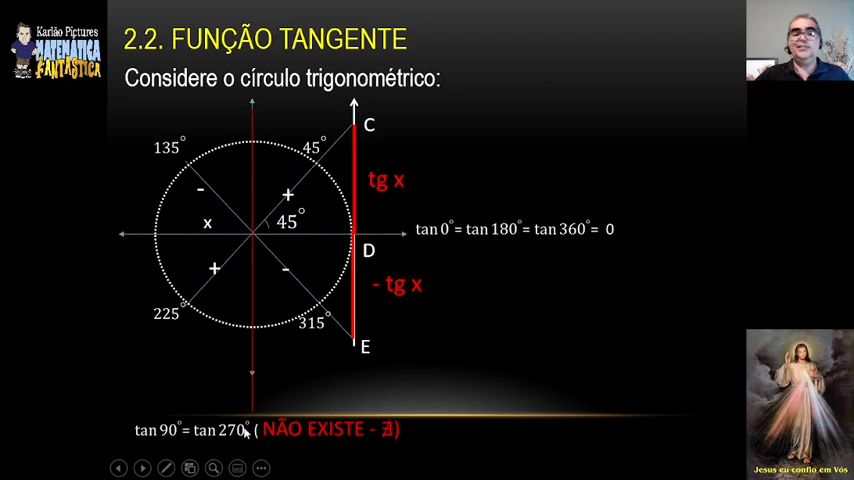 Karlão Pictures
MATEMÁTICA
FANTÁSTICA
2.2. FUNÇÃO TANGENTE
Considere o círculo trigonométrico:
C
135°
45°
tg x
-
+
x
45°
tan 0°= tan 180°= tan 360°= 0
D
+
-
- tg x
225°
315°
E
tan 90°= tan 270° ( NÃO EXISTE - ∄)
Jesus eu confio em Vós